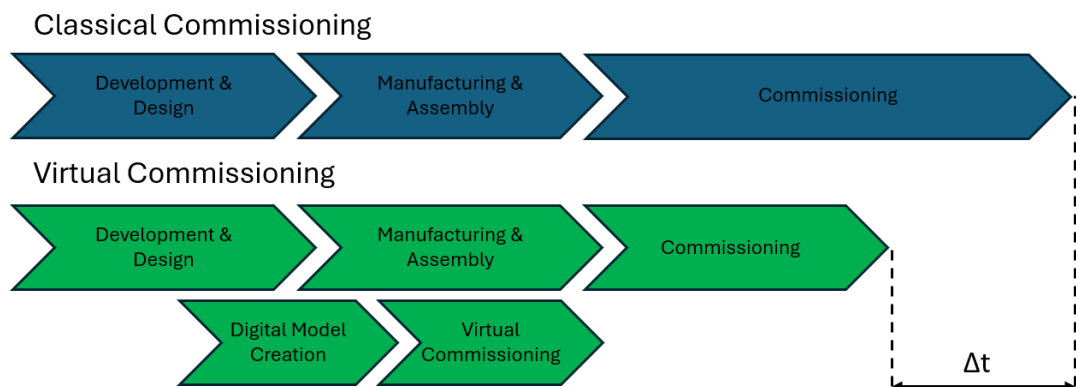 Classical Commissioning
Development &
Design
Manufacturing &
Assembly
Commissioning
Virtual Commissioning
Development &
Design
Manufacturing &
Assembly
Commissioning
Digital Model
Creation
Virtual
Commissioning
Δt